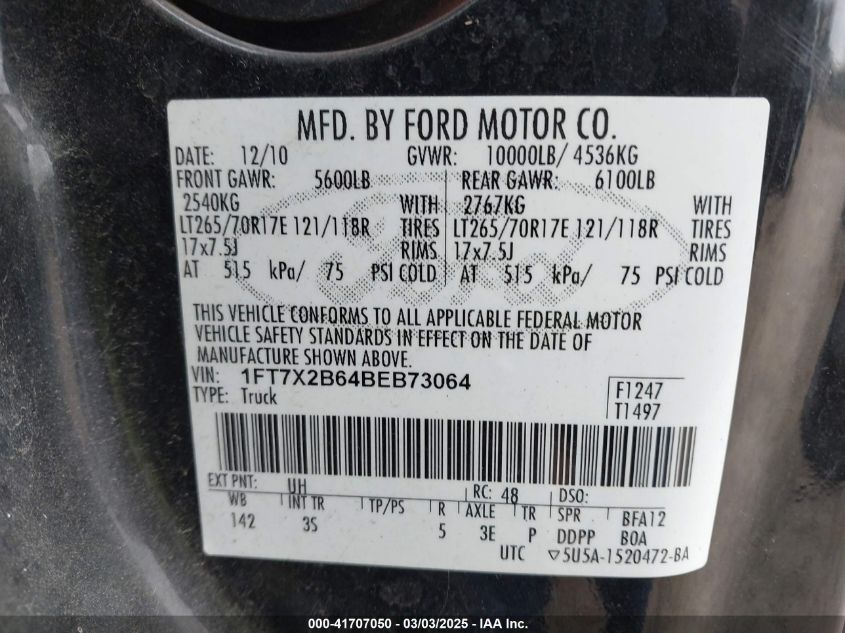 MFD. BY FORD MOTOR CO.
DATE: 12/10 GVWR: 10000LB/ 4536KG
FRONT GAWR: 5600LB REAR GAWR: 6100LB
2540KG WITH 2767KG WITH
LT265/70R17E 121/118R TIRES LT265/70R17E 121/118R TIRES
17x7.5J RIMS 17x7.5J RIMS
AT 515 kPa/ 75 PSI COLD AT 515 kPa/ 75 PSI COLD
THIS VEHICLE CONFORMS TO ALL APPLICABLE FEDERAL MOTOR
VEHICLE SAFETY STANDARDS IN EFFECT ON THE DATE OF
MANUFACTURE SHOWN ABOVE.
VIN: 1FT7X2B64BEB73064
TYPE: Truck
F1247
T1497
EXT PNT: UH RC: 48 DSO:
WB INT TR TP/PS R AXLE TR SPR BFA12
142 3S 5 3E P DDPP B0A
UTC ▽5U5A-1520472-BA
000-41707050 - 03/03/2025 - IAA Inc.